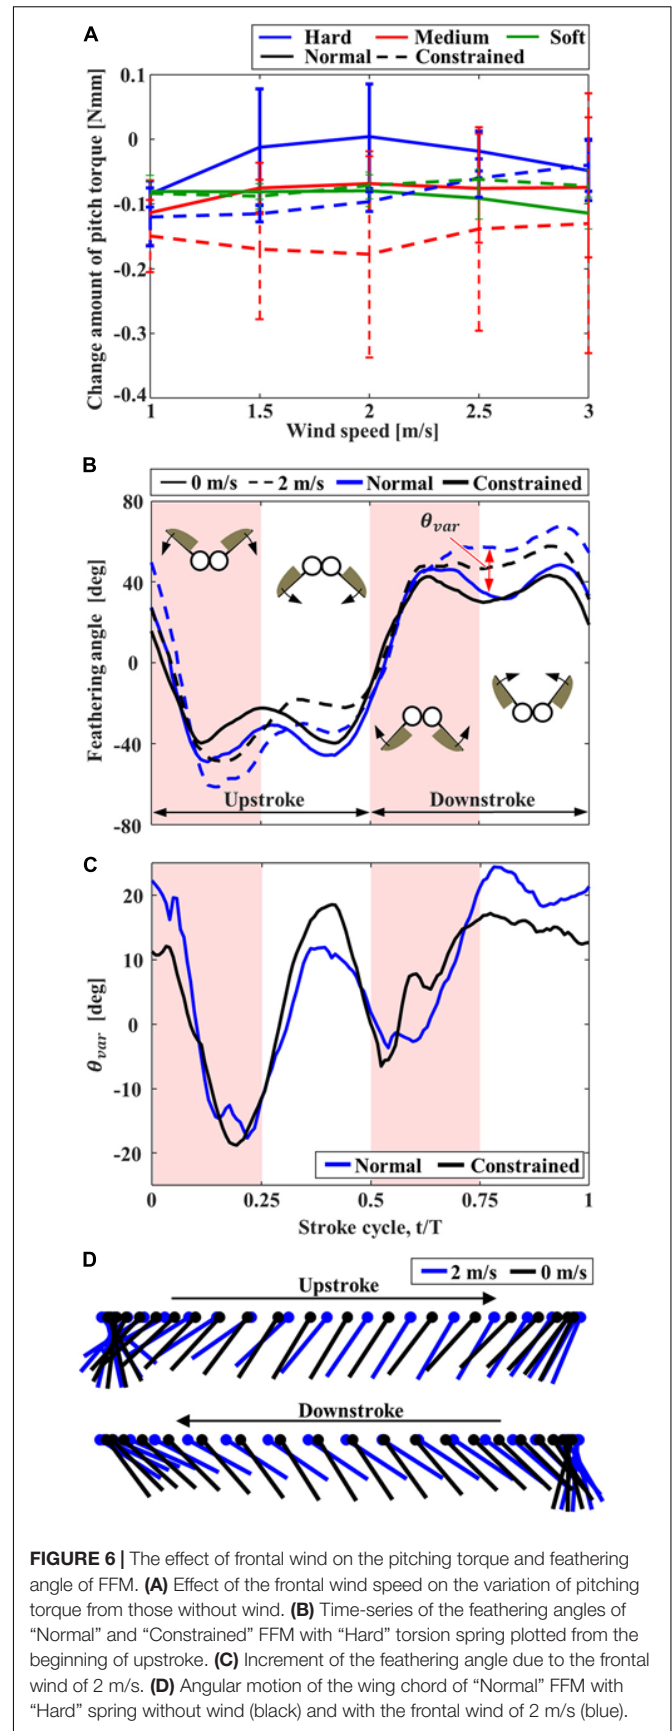 A
Hard Medium Soft
Normal Constrained
Change amount of pitch torque [Nmm]
0.1
0
-0.1
-0.2
-0.3
-0.4
1 1.5 2 2.5 3
Wind speed [m/s]
B
0 m/s 2 m/s Normal Constrained
Feathering angle [deg]
80
40
0
-40
-80
θvar
Upstroke Downstroke
C
θvar [deg]
20
10
0
-10
-20
Normal Constrained
0 0.25 0.5 0.75 1
Stroke cycle, t/T
D
2 m/s 0 m/s
Upstroke
Downstroke
FIGURE 6 | The effect of frontal wind on the pitching torque and feathering
angle of FFM. (A) Effect of the frontal wind speed on the variation of pitching
torque from those without wind. (B) Time-series of the feathering angles of
“Normal” and “Constrained” FFM with “Hard” torsion spring plotted from the
beginning of upstroke. (C) Increment of the feathering angle due to the frontal
wind of 2 m/s. (D) Angular motion of the wing chord of “Normal” FFM with
“Hard” spring without wind (black) and with the frontal wind of 2 m/s (blue).